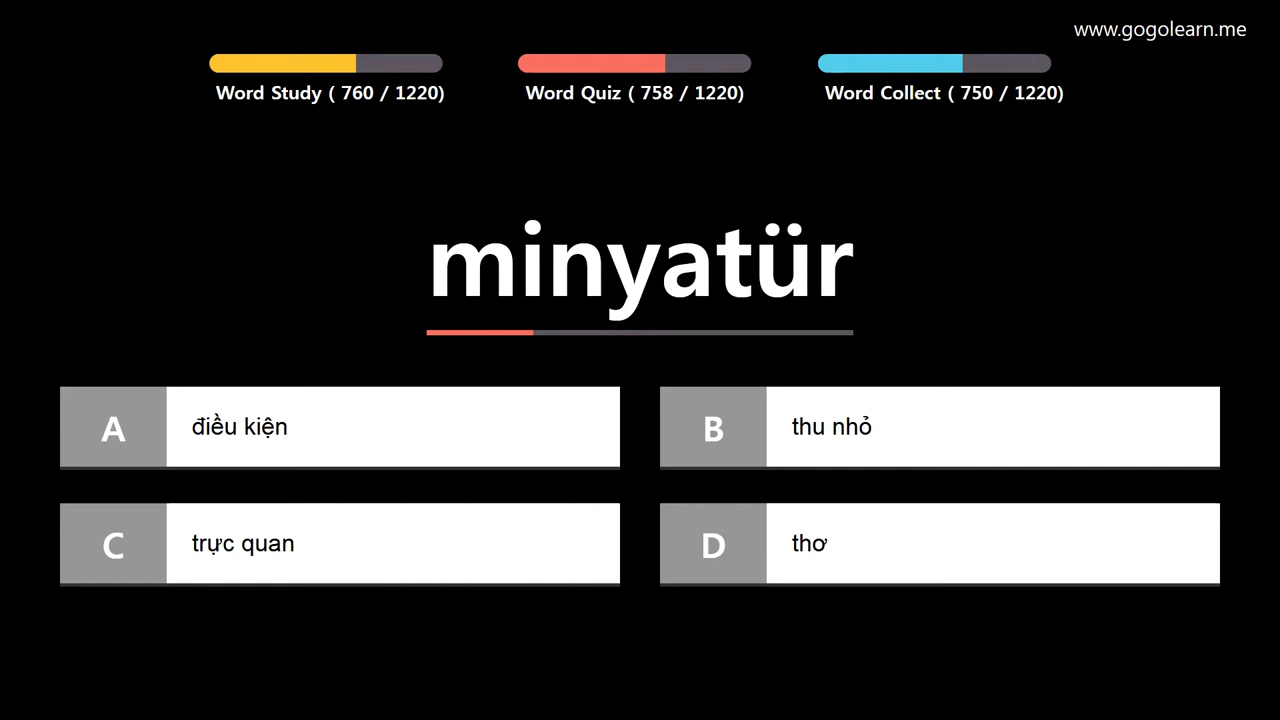 www.gogolearn.me
Word Study ( 760 / 1220)
Word Quiz ( 758 / 1220)
Word Collect ( 750 / 1220)
minyatür
A điều kiện
B thu nhỏ
C trực quan
D thơ